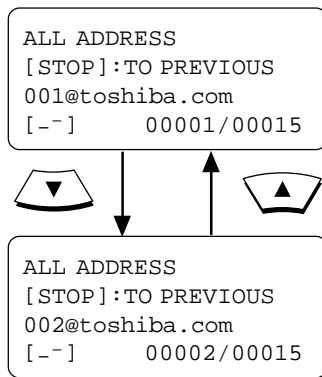 ALL ADDRESS
[STOP]:TO PREVIOUS
001@toshiba.com
[_⁻] 00001/00015
ALL ADDRESS
[STOP]:TO PREVIOUS
002@toshiba.com
[_⁻] 00002/00015